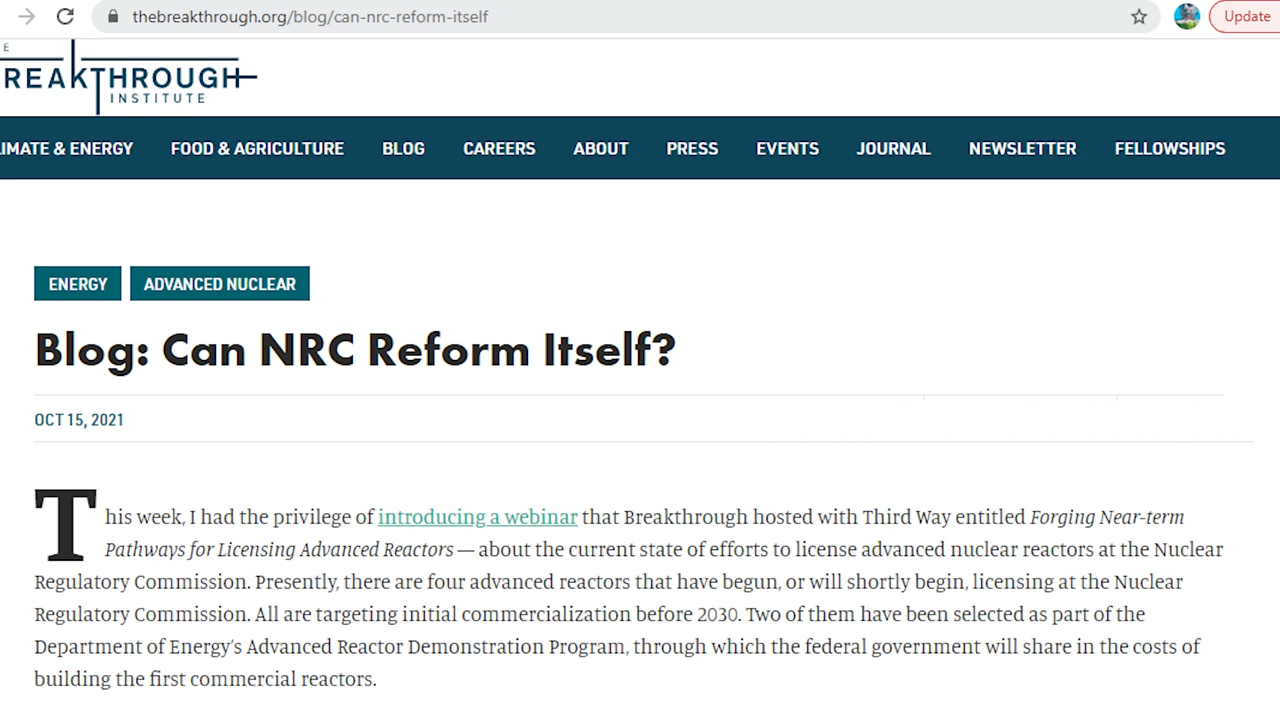 thebreakthrough.org/blog/can-nrc-reform-itself
Update
E
REAKTHROUGH
INSTITUTE
LIMATE & ENERGY FOOD & AGRICULTURE BLOG CAREERS ABOUT PRESS EVENTS JOURNAL NEWSLETTER FELLOWSHIPS
ENERGY ADVANCED NUCLEAR
Blog: Can NRC Reform Itself?
OCT 15, 2021
This week, I had the privilege of introducing a webinar that Breakthrough hosted with Third Way entitled Forging Near-term
Pathways for Licensing Advanced Reactors — about the current state of efforts to license advanced nuclear reactors at the Nuclear
Regulatory Commission. Presently, there are four advanced reactors that have begun, or will shortly begin, licensing at the Nuclear
Regulatory Commission. All are targeting initial commercialization before 2030. Two of them have been selected as part of the
Department of Energy’s Advanced Reactor Demonstration Program, through which the federal government will share in the costs of
building the first commercial reactors.